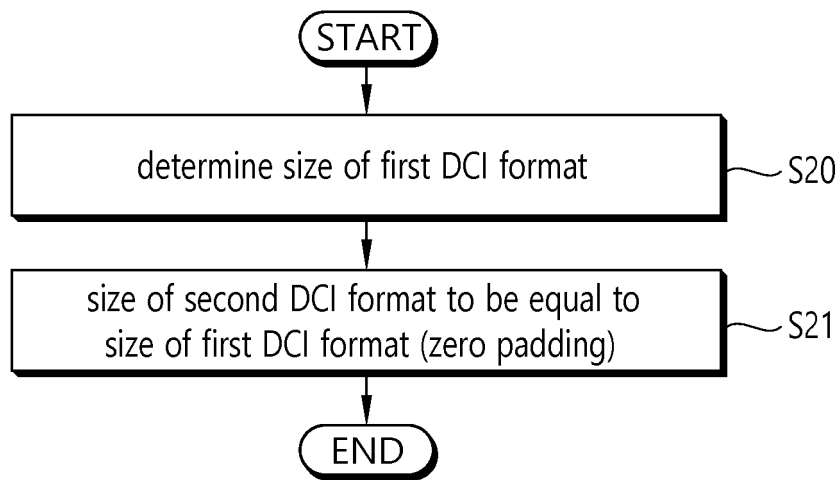 START
determine size of first DCI format
S20
size of second DCI format to be equal to
size of first DCI format (zero padding)
S21
END